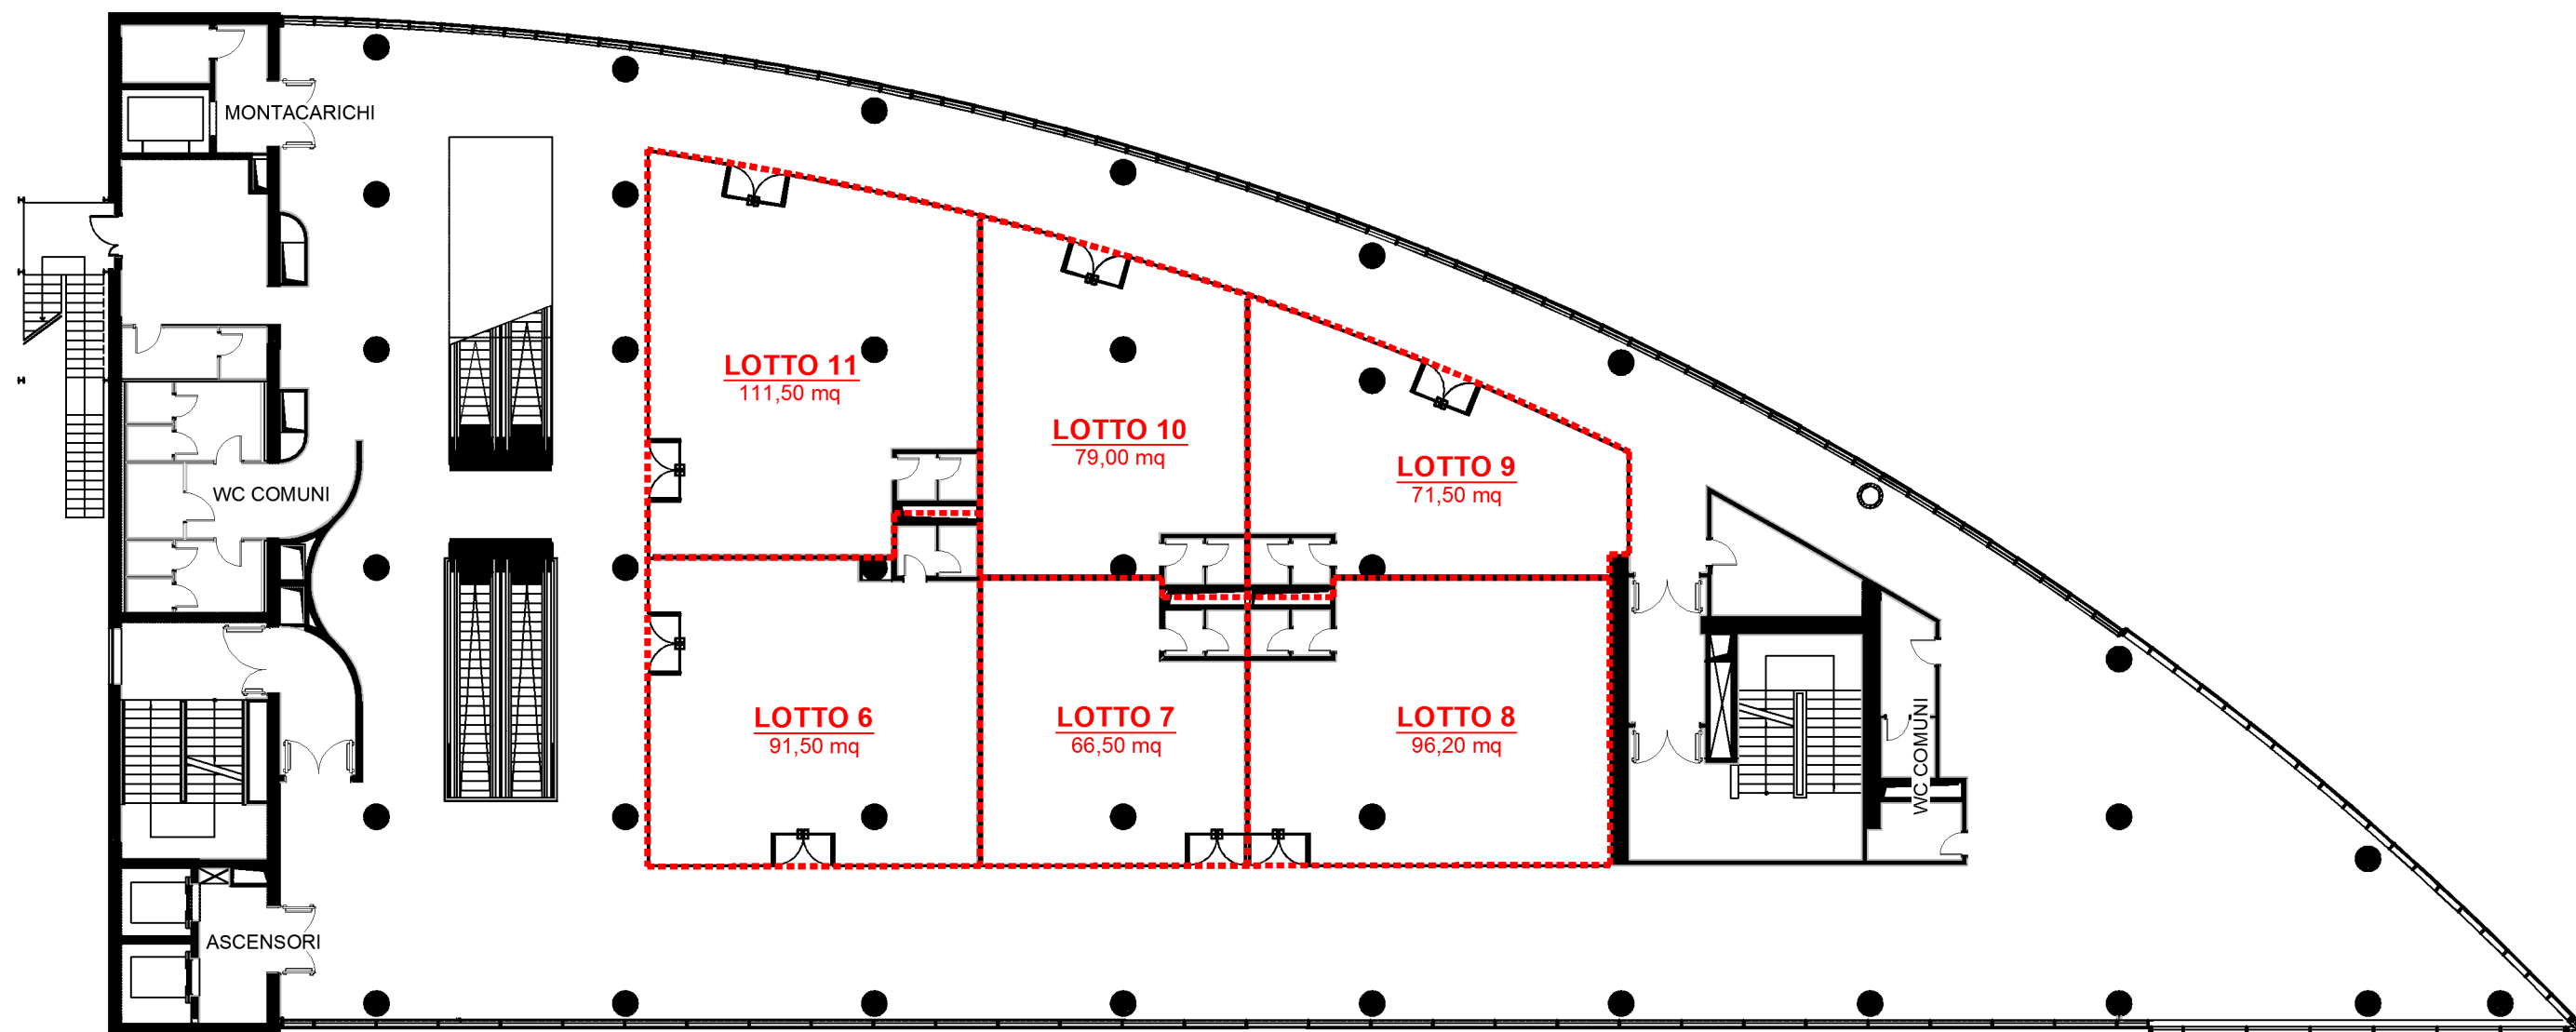 MONTACARICHI
LOTTO 11
111,50 mq
LOTTO 10
79,00 mq
LOTTO 9
71,50 mq
WC COMUNI
LOTTO 6
91,50 mq
LOTTO 7
66,50 mq
LOTTO 8
96,20 mq
WC COMUNI
ASCENSORI